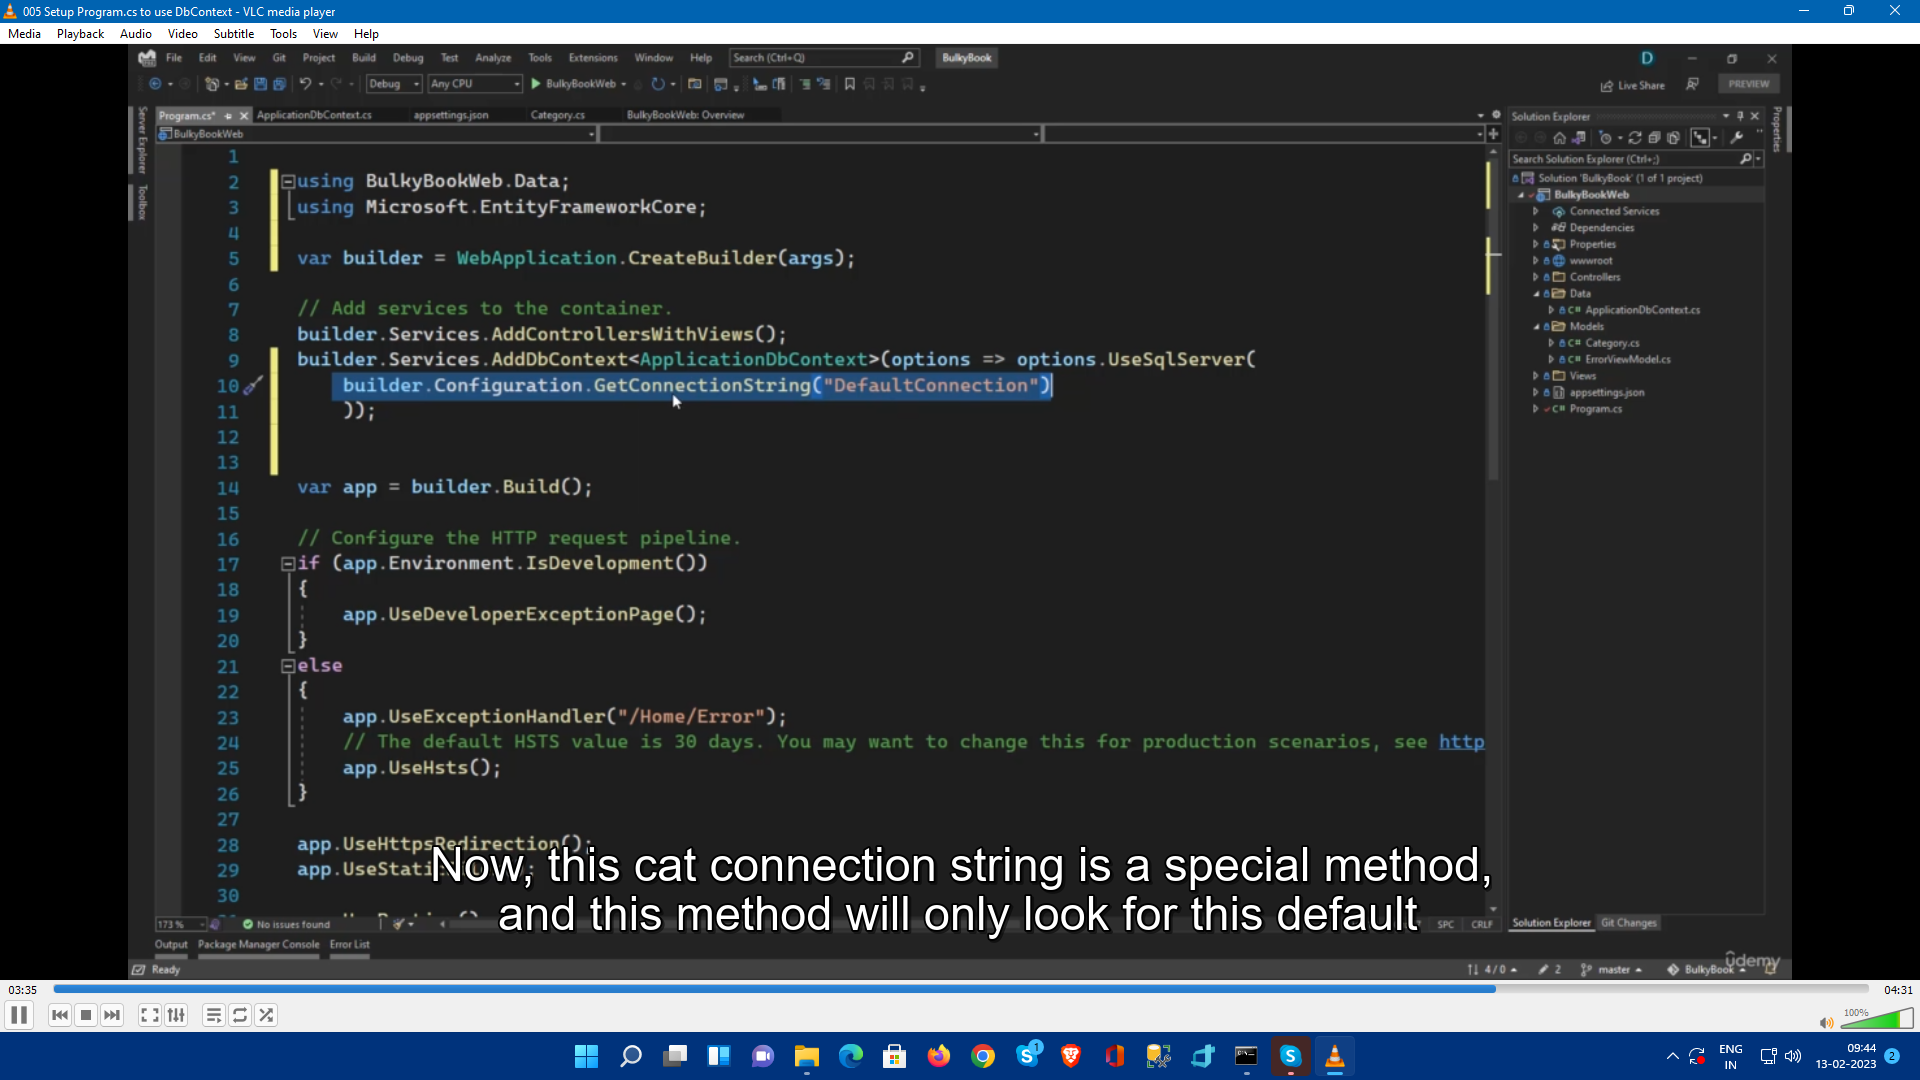 005 Setup Program.cs to use DbContext - VLC media player
Media Playback Audio Video Subtitle Tools View Help
File Edit View Git Project Build Debug Test Analyze Tools Extensions Window Help Search (Ctrl+Q) BulkyBook D
Debug Any CPU BulkyBookWeb Live Share PREVIEW
Program.cs* ApplicationDbContext.cs appsettings.json Category.cs BulkyBookWeb: Overview
BulkyBookWeb
Server Explorer
Toolbox
1
2 using BulkyBookWeb.Data;
3 using Microsoft.EntityFrameworkCore;
4
5 var builder = WebApplication.CreateBuilder(args);
6
7 // Add services to the container.
8 builder.Services.AddControllersWithViews();
9 builder.Services.AddDbContext<ApplicationDbContext>(options => options.UseSqlServer(
10 builder.Configuration.GetConnectionString("DefaultConnection")
11 ));
12
13
14 var app = builder.Build();
15
16 // Configure the HTTP request pipeline.
17 if (app.Environment.IsDevelopment())
18 {
19 app.UseDeveloperExceptionPage();
20 }
21 else
22 {
23 app.UseExceptionHandler("/Home/Error");
24 // The default HSTS value is 30 days. You may want to change this for production scenarios, see http
25 app.UseHsts();
26 }
27
28 app.UseHttpsRedirection();
29 app.UseStati
30
Now, this cat connection string is a special method,
and this method will only look for this default
173 % No issues found SPC CRLF
Output Package Manager Console Error List
Ready 4 / 0 2 master BulkyBook
Solution Explorer
Search Solution Explorer (Ctrl+;)
Solution 'BulkyBook' (1 of 1 project)
BulkyBookWeb
Connected Services
Dependencies
Properties
wwwroot
Controllers
Data
C# ApplicationDbContext.cs
Models
C# Category.cs
C# ErrorViewModel.cs
Views
appsettings.json
C# Program.cs
Solution Explorer Git Changes
Properties
udemy
03:35 04:31
100%
1
ENG
IN
09:44
13-02-2023
2